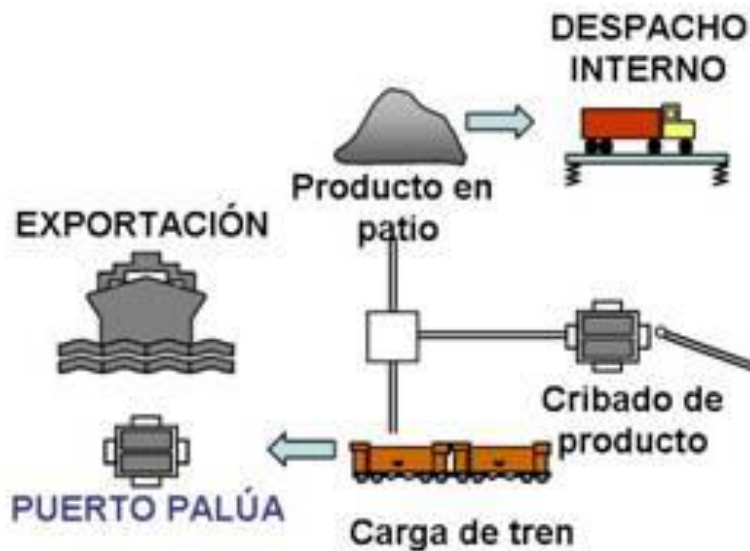 DESPACHO
INTERNO
Producto en
patio
EXPORTACIÓN
Cribado de
producto
PUERTO PALÚA
Carga de tren